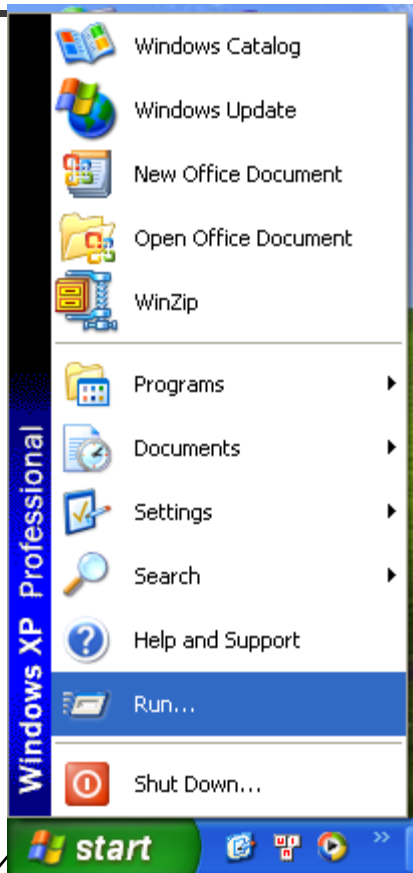 Windows Catalog
Windows Update
New Office Document
Open Office Document
WinZip
Programs
Documents
Settings
Search
Help and Support
Run...
Shut Down...
Windows XP Professional
start